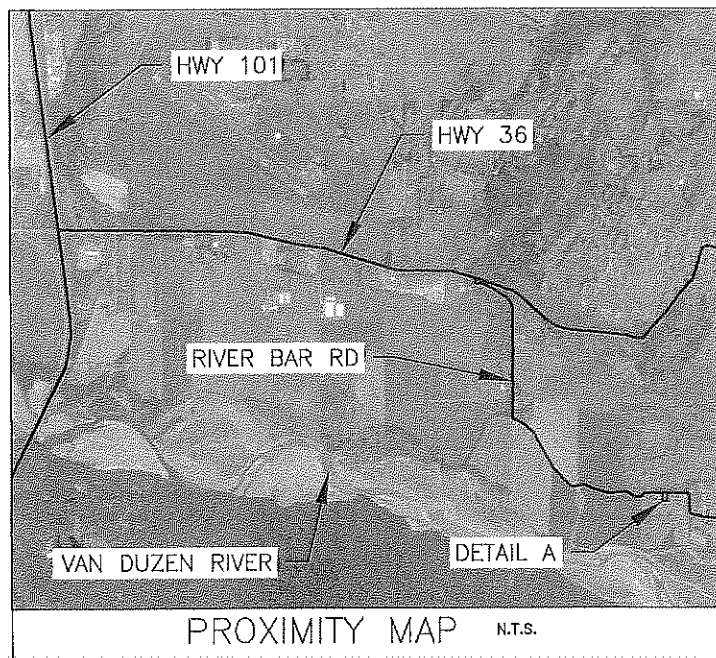 HWY 101
HWY 36
RIVER BAR RD
VAN DUZEN RIVER
DETAIL A
PROXIMITY MAP N.T.S.